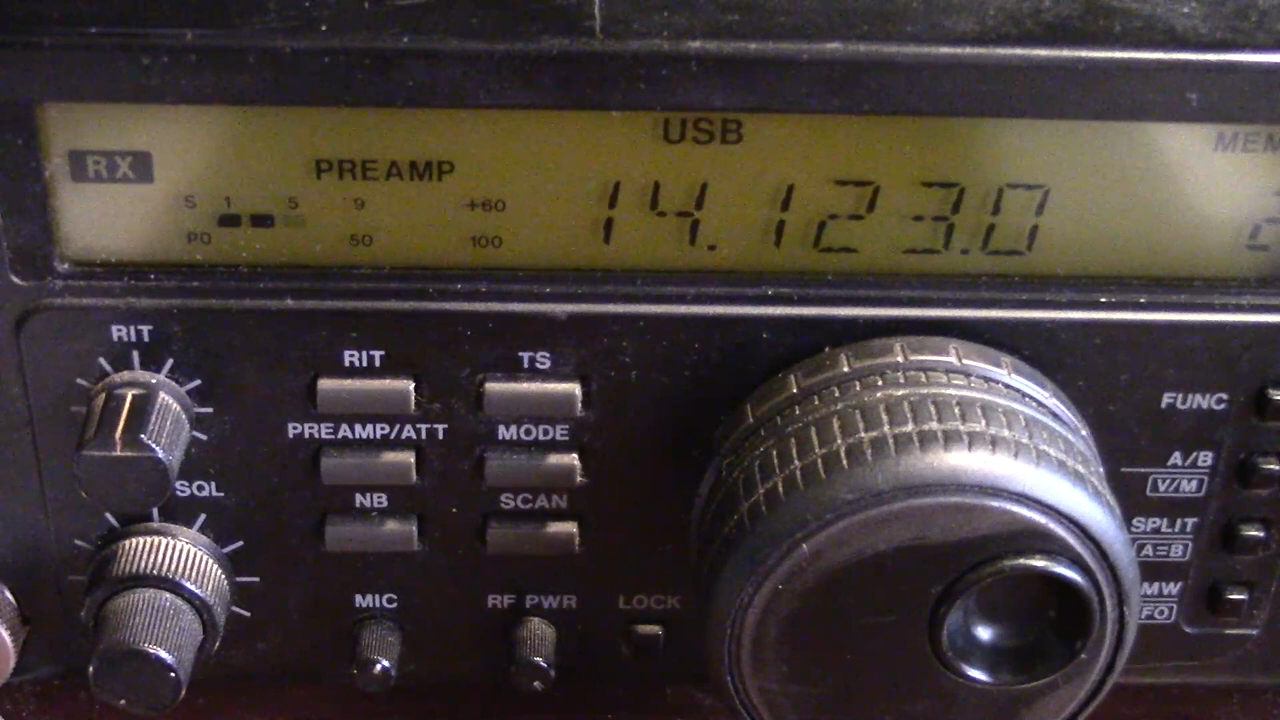 USB
MEM
RX
PREAMP
S 1 5 9 +60
14.123.0
PO 50 100
RIT
RIT
TS
PREAMP/ATT
MODE
FUNC
A/B
V/M
SQL
NB
SCAN
SPLIT
A=B
MIC
RF PWR
LOCK
MW
FO